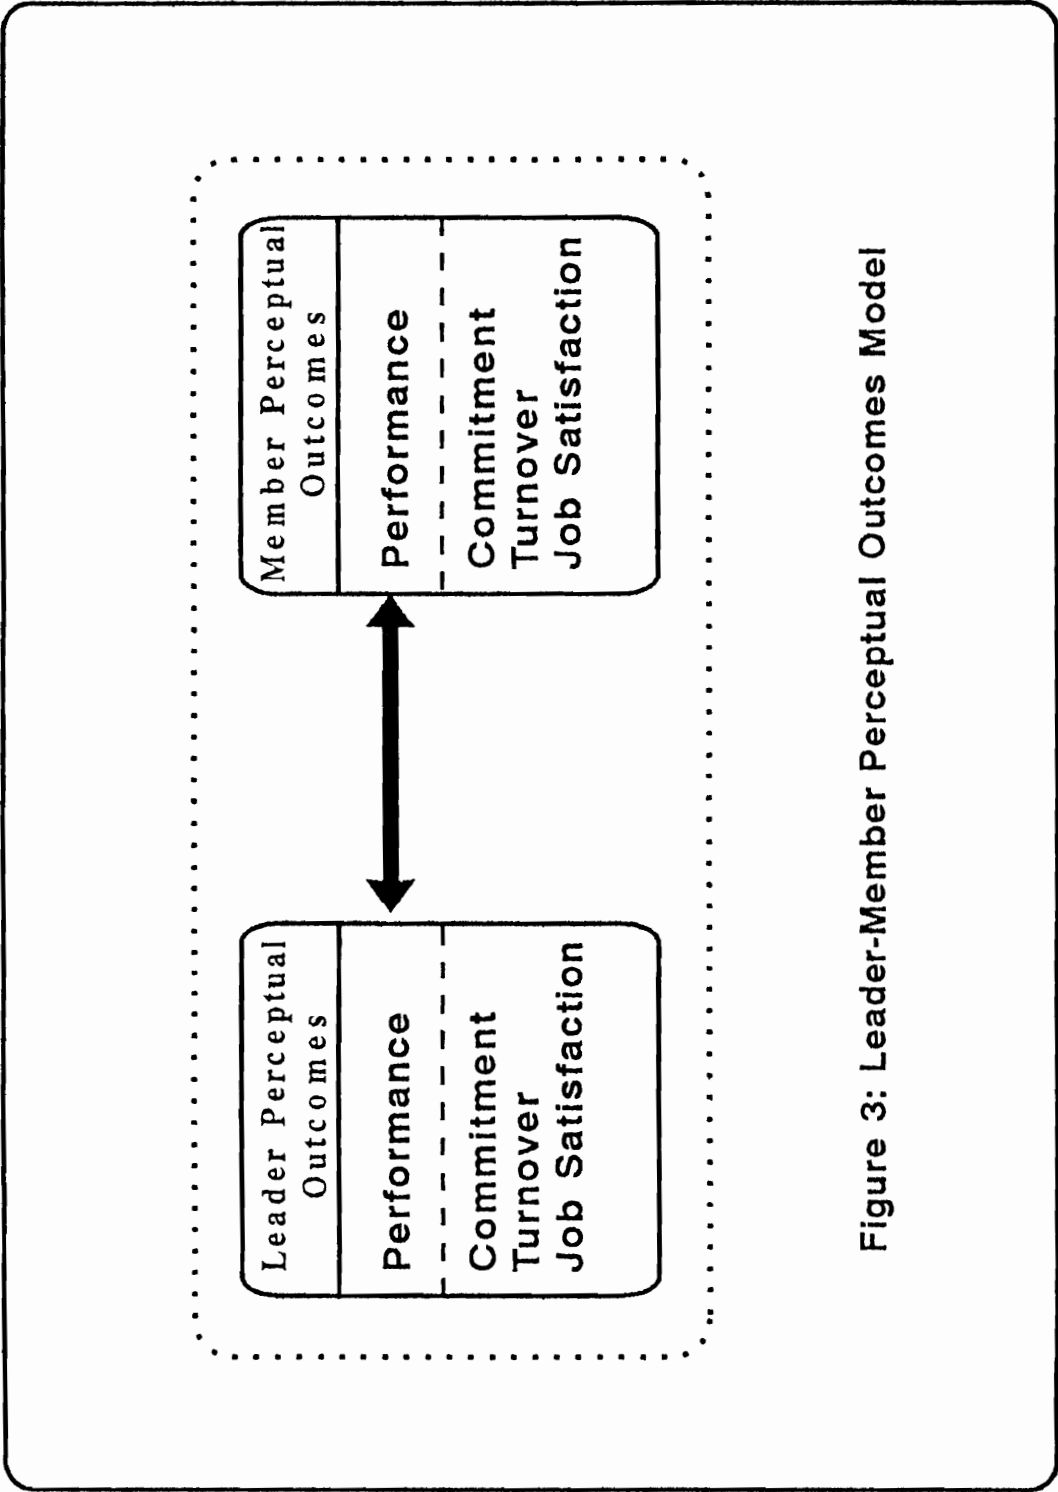 Leader Perceptual
Outcomes
Performance
Commitment
Turnover
Job Satisfaction
Member Perceptual
Outcomes
Performance
Commitment
Turnover
Job Satisfaction
Figure 3: Leader-Member Perceptual Outcomes Model